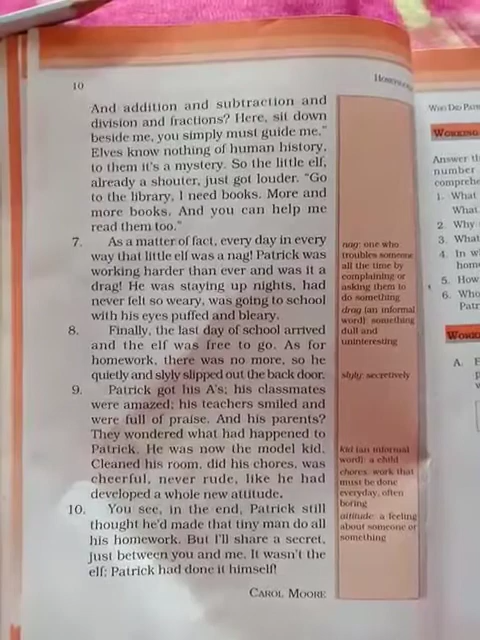 10
And addition and subtraction and
division and fractions? Here, sit down
beside me, you simply must guide me."
Elves know nothing of human history,
to them it's a mystery. So the little elf,
already a shouter, just got louder. "Go
to the library, I need books. More and
more books. And you can help me
read them too."
7. As a matter of fact, every day in every
way that little elf was a nag! Patrick was
working harder than ever and was it a
drag! He was staying up nights, had
never felt so weary, was going to school
with his eyes puffed and bleary.
8. Finally, the last day of school arrived
and the elf was free to go. As for
homework, there was no more, so he
quietly and slyly slipped out the back door.
9. Patrick got his A's; his classmates
were amazed; his teachers smiled and
were full of praise. And his parents?
They wondered what had happened to
Patrick. He was now the model kid.
Cleaned his room, did his chores, was
cheerful, never rude, like he had
developed a whole new attitude.
10. You see, in the end, Patrick still
thought he'd made that tiny man do all
his homework. But I'll share a secret,
just between you and me. It wasn't the
elf; Patrick had done it himself!
CAROL MOORE
nag: one who
troubles someone
all the time by
complaining or
asking them to
do something
drag (an informal
word): something
dull and
uninteresting
slyly: secretively
kid (an informal
word): a child
chores: work that
must be done
everyday, often
boring
attitude: a feeling
about someone or
something
WHO DID
WORKING
Answer
number
1. What
What
2. Why
3. What
4. In
5. How
6. Who
A.